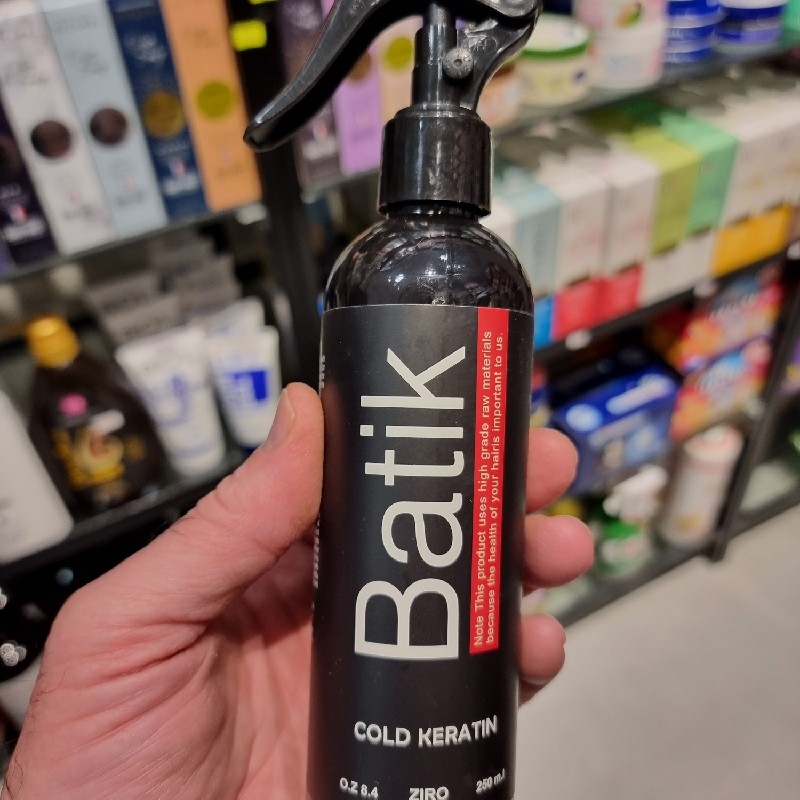 Batik
Note This product uses high grade raw materials
because the health of your hairis important to us.
COLD KERATIN
O.Z 8.4 ZIRO 250 m.l